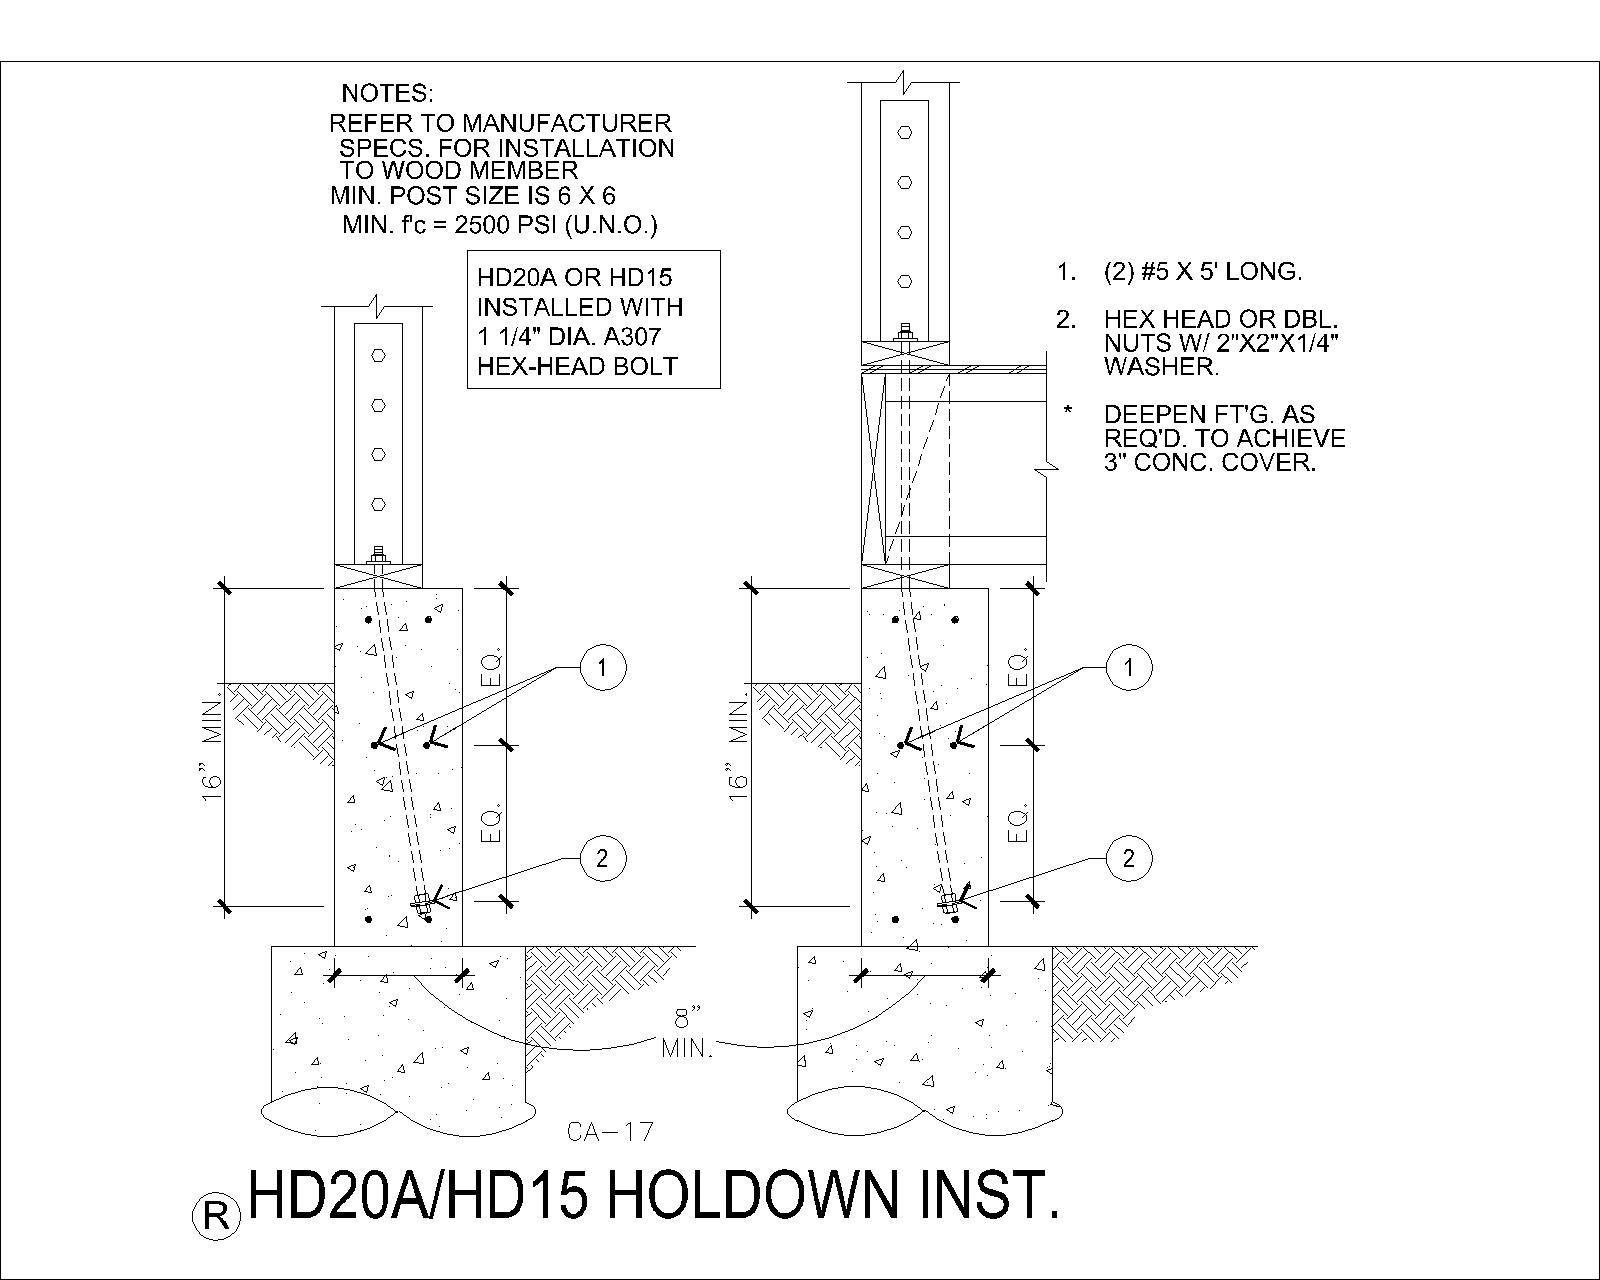 NOTES:
REFER TO MANUFACTURER
SPECS. FOR INSTALLATION
TO WOOD MEMBER
MIN. POST SIZE IS 6 X 6
MIN. f'c = 2500 PSI (U.N.O.)
HD20A OR HD15
INSTALLED WITH
1 1/4" DIA. A307
HEX-HEAD BOLT
1. (2) #5 X 5' LONG.
2. HEX HEAD OR DBL.
NUTS W/ 2"X2"X1/4"
WASHER.
* DEEPEN FT'G. AS
REQ'D. TO ACHIEVE
3" CONC. COVER.
16" MIN.
EQ.
EQ.
1
2
16" MIN.
EQ.
EQ.
1
2
8"
MIN.
CA-17
R
HD20A/HD15 HOLDOWN INST.